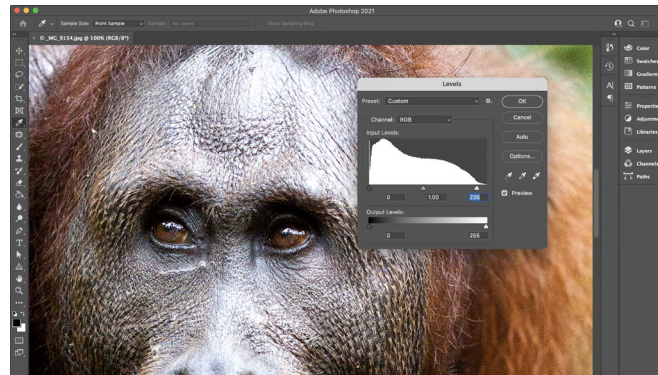 Adobe Photoshop 2021
Sample Size: Point Sample Sample: All Layers Show Sampling Ring
× © _MG_9154.jpg @ 100% (RGB/8*)
Levels
Preset: Custom
OK
Channel: RGB
Cancel
Input Levels:
Auto
Options...
0 1.00 235
Preview
Output Levels:
0 255
Color
Swatches
Gradients
Patterns
Properties
Adjustme
Libraries
Layers
Channels
Paths